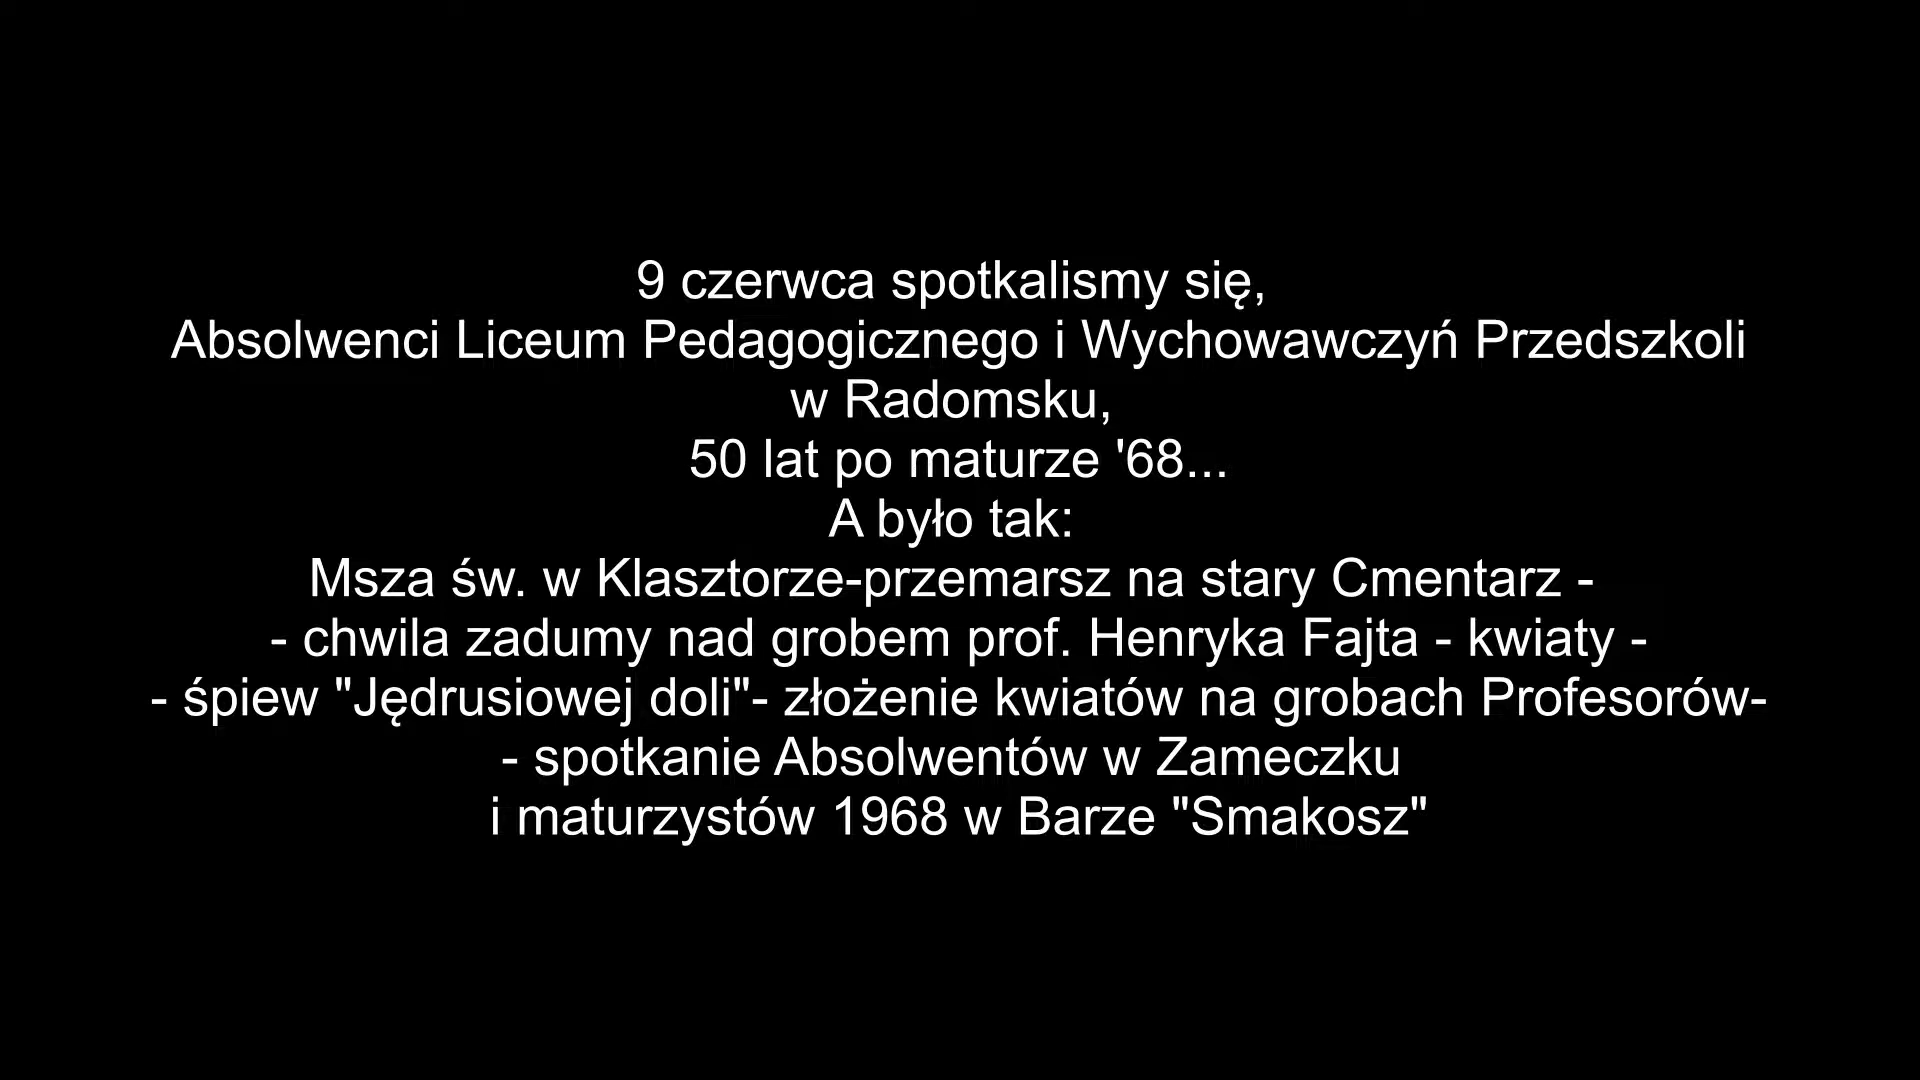 9 czerwca spotkalismy się,
Absolwenci Liceum Pedagogicznego i Wychowawczyń Przedszkoli
w Radomsku,
50 lat po maturze '68...
A było tak:
Msza św. w Klasztorze-przemarsz na stary Cmentarz -
- chwila zadumy nad grobem prof. Henryka Fajta - kwiaty -
- śpiew "Jędrusiowej doli"- złożenie kwiatów na grobach Profesorów-
- spotkanie Absolwentów w Zameczku
i maturzystów 1968 w Barze "Smakosz"